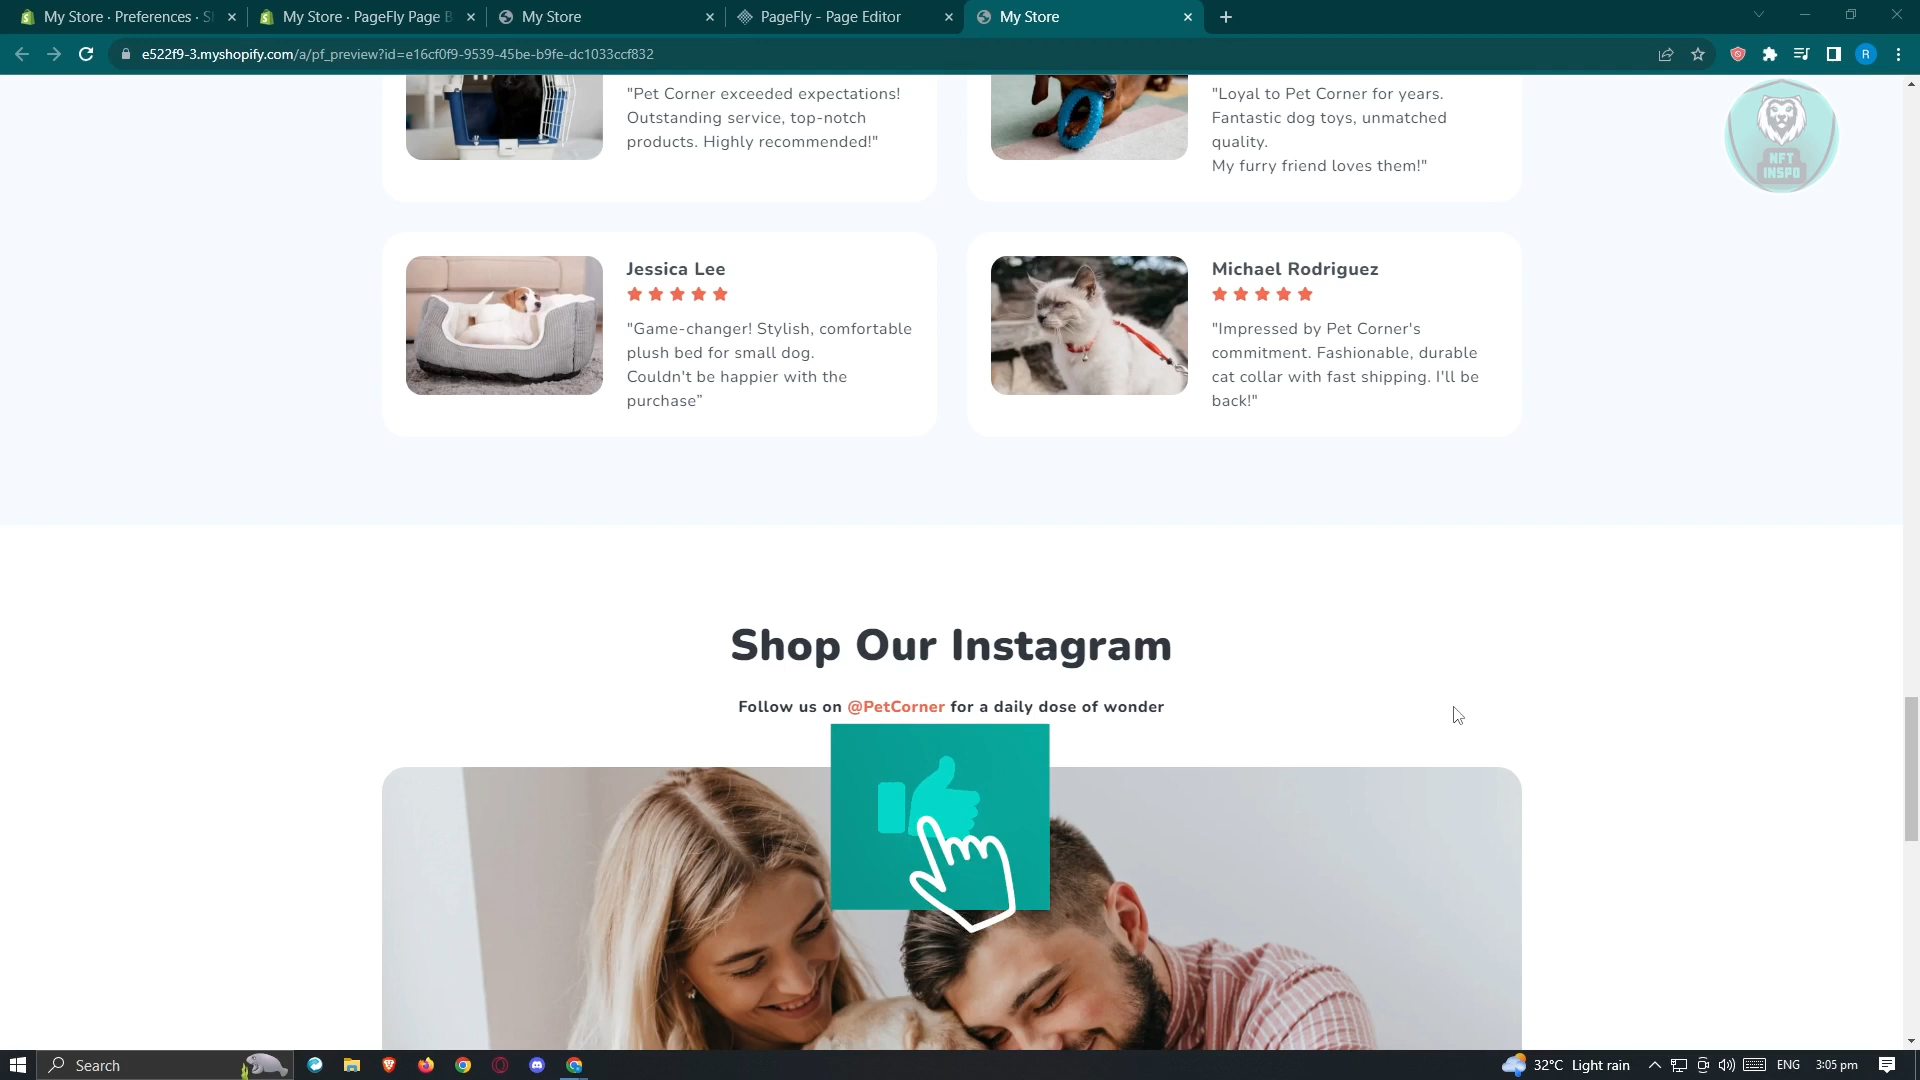 My Store · Preferences · S
My Store · PageFly Page B
My Store
PageFly - Page Editor
My Store
e522f9-3.myshopify.com/a/pf_preview?id=e16cf0f9-9539-45be-b9fe-dc1033ccf832
R
"Pet Corner exceeded expectations!
Outstanding service, top-notch
products. Highly recommended!"
"Loyal to Pet Corner for years.
Fantastic dog toys, unmatched
quality.
My furry friend loves them!"
NFT
INSPO
Jessica Lee
"Game-changer! Stylish, comfortable
plush bed for small dog.
Couldn't be happier with the
purchase”
Michael Rodriguez
"Impressed by Pet Corner's
commitment. Fashionable, durable
cat collar with fast shipping. I'll be
back!"
Shop Our Instagram
Follow us on @PetCorner for a daily dose of wonder
Search
32°C Light rain
ENG
3:05 pm